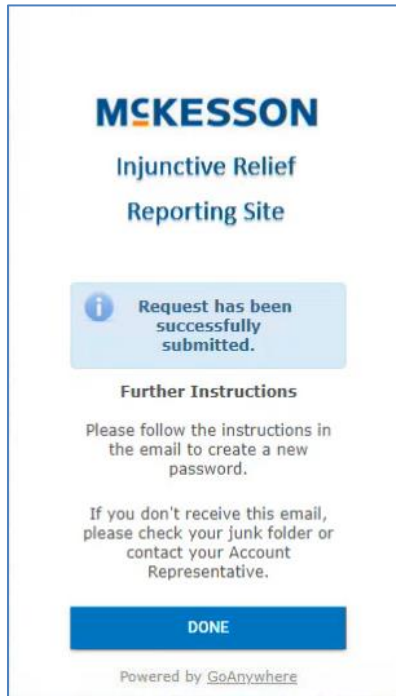 McKESSON
Injunctive Relief
Reporting Site
Request has been
successfully
submitted.
Further Instructions
Please follow the instructions in
the email to create a new
password.
If you don't receive this email,
please check your junk folder or
contact your Account
Representative.
DONE
Powered by GoAnywhere